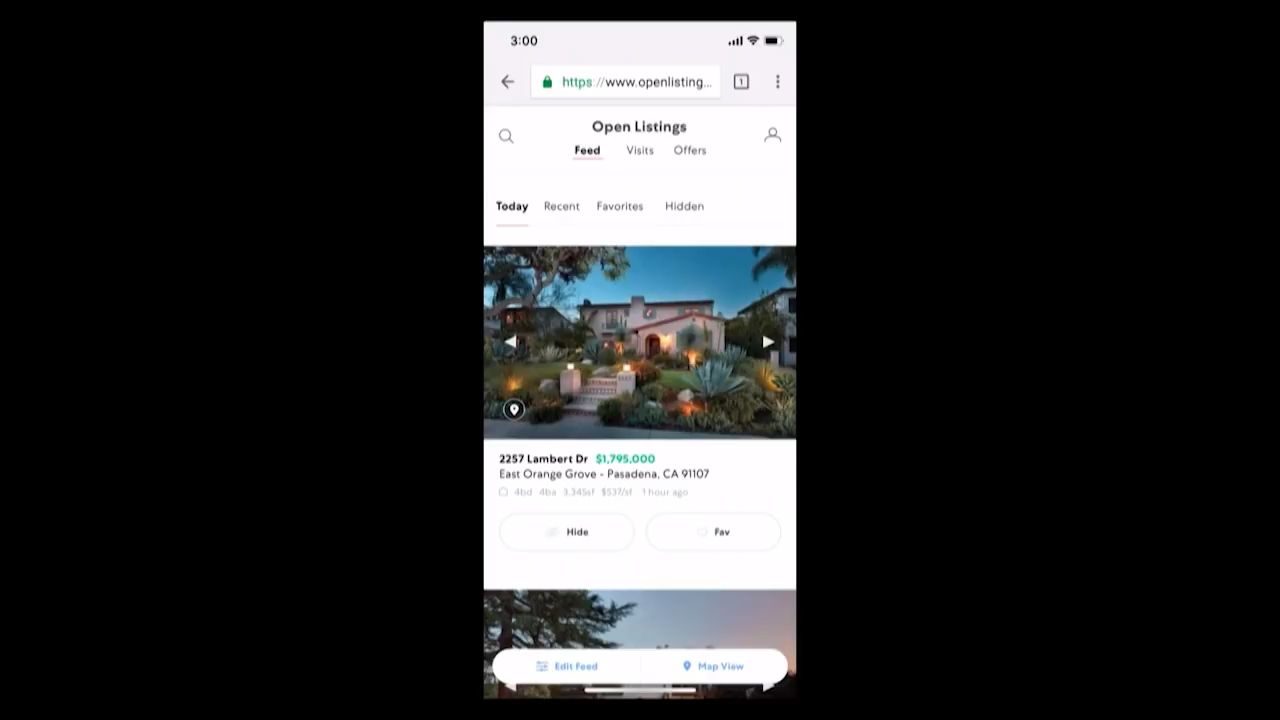 3:00
https://www.openlisting...
1
Open Listings
Feed Visits Offers
Today Recent Favorites Hidden
2257 Lambert Dr $1,795,000
East Orange Grove - Pasadena, CA 91107
4bd 4ba 3,345sf $537/sf 1 hour ago
Hide Fav
Edit Feed Map View